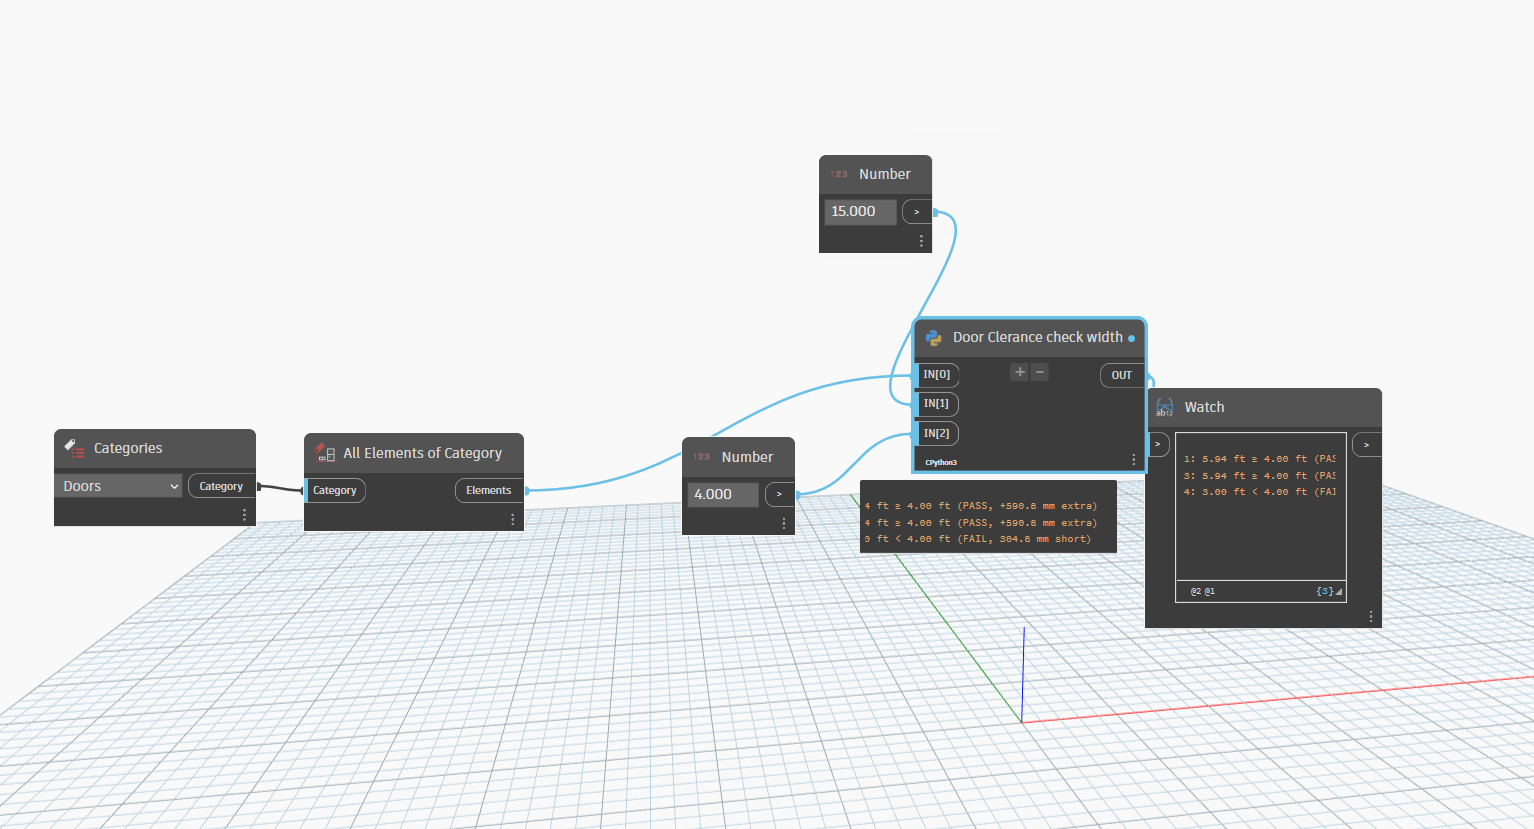 123 Number
15.000 >
Door Clerance check width
IN[0] + − OUT
IN[1]
IN[2]
CPython3
Watch
> >
1: 5.94 ft ≥ 4.00 ft (PAS
3: 5.94 ft ≥ 4.00 ft (PAS
4: 3.00 ft < 4.00 ft (FAI
@2 @1 {3}
Categories
Doors Category
All Elements of Category
Category Elements
123 Number
4.000 >
4 ft ≥ 4.00 ft (PASS, +590.8 mm extra)
4 ft ≥ 4.00 ft (PASS, +590.8 mm extra)
0 ft < 4.00 ft (FAIL, 304.8 mm short)